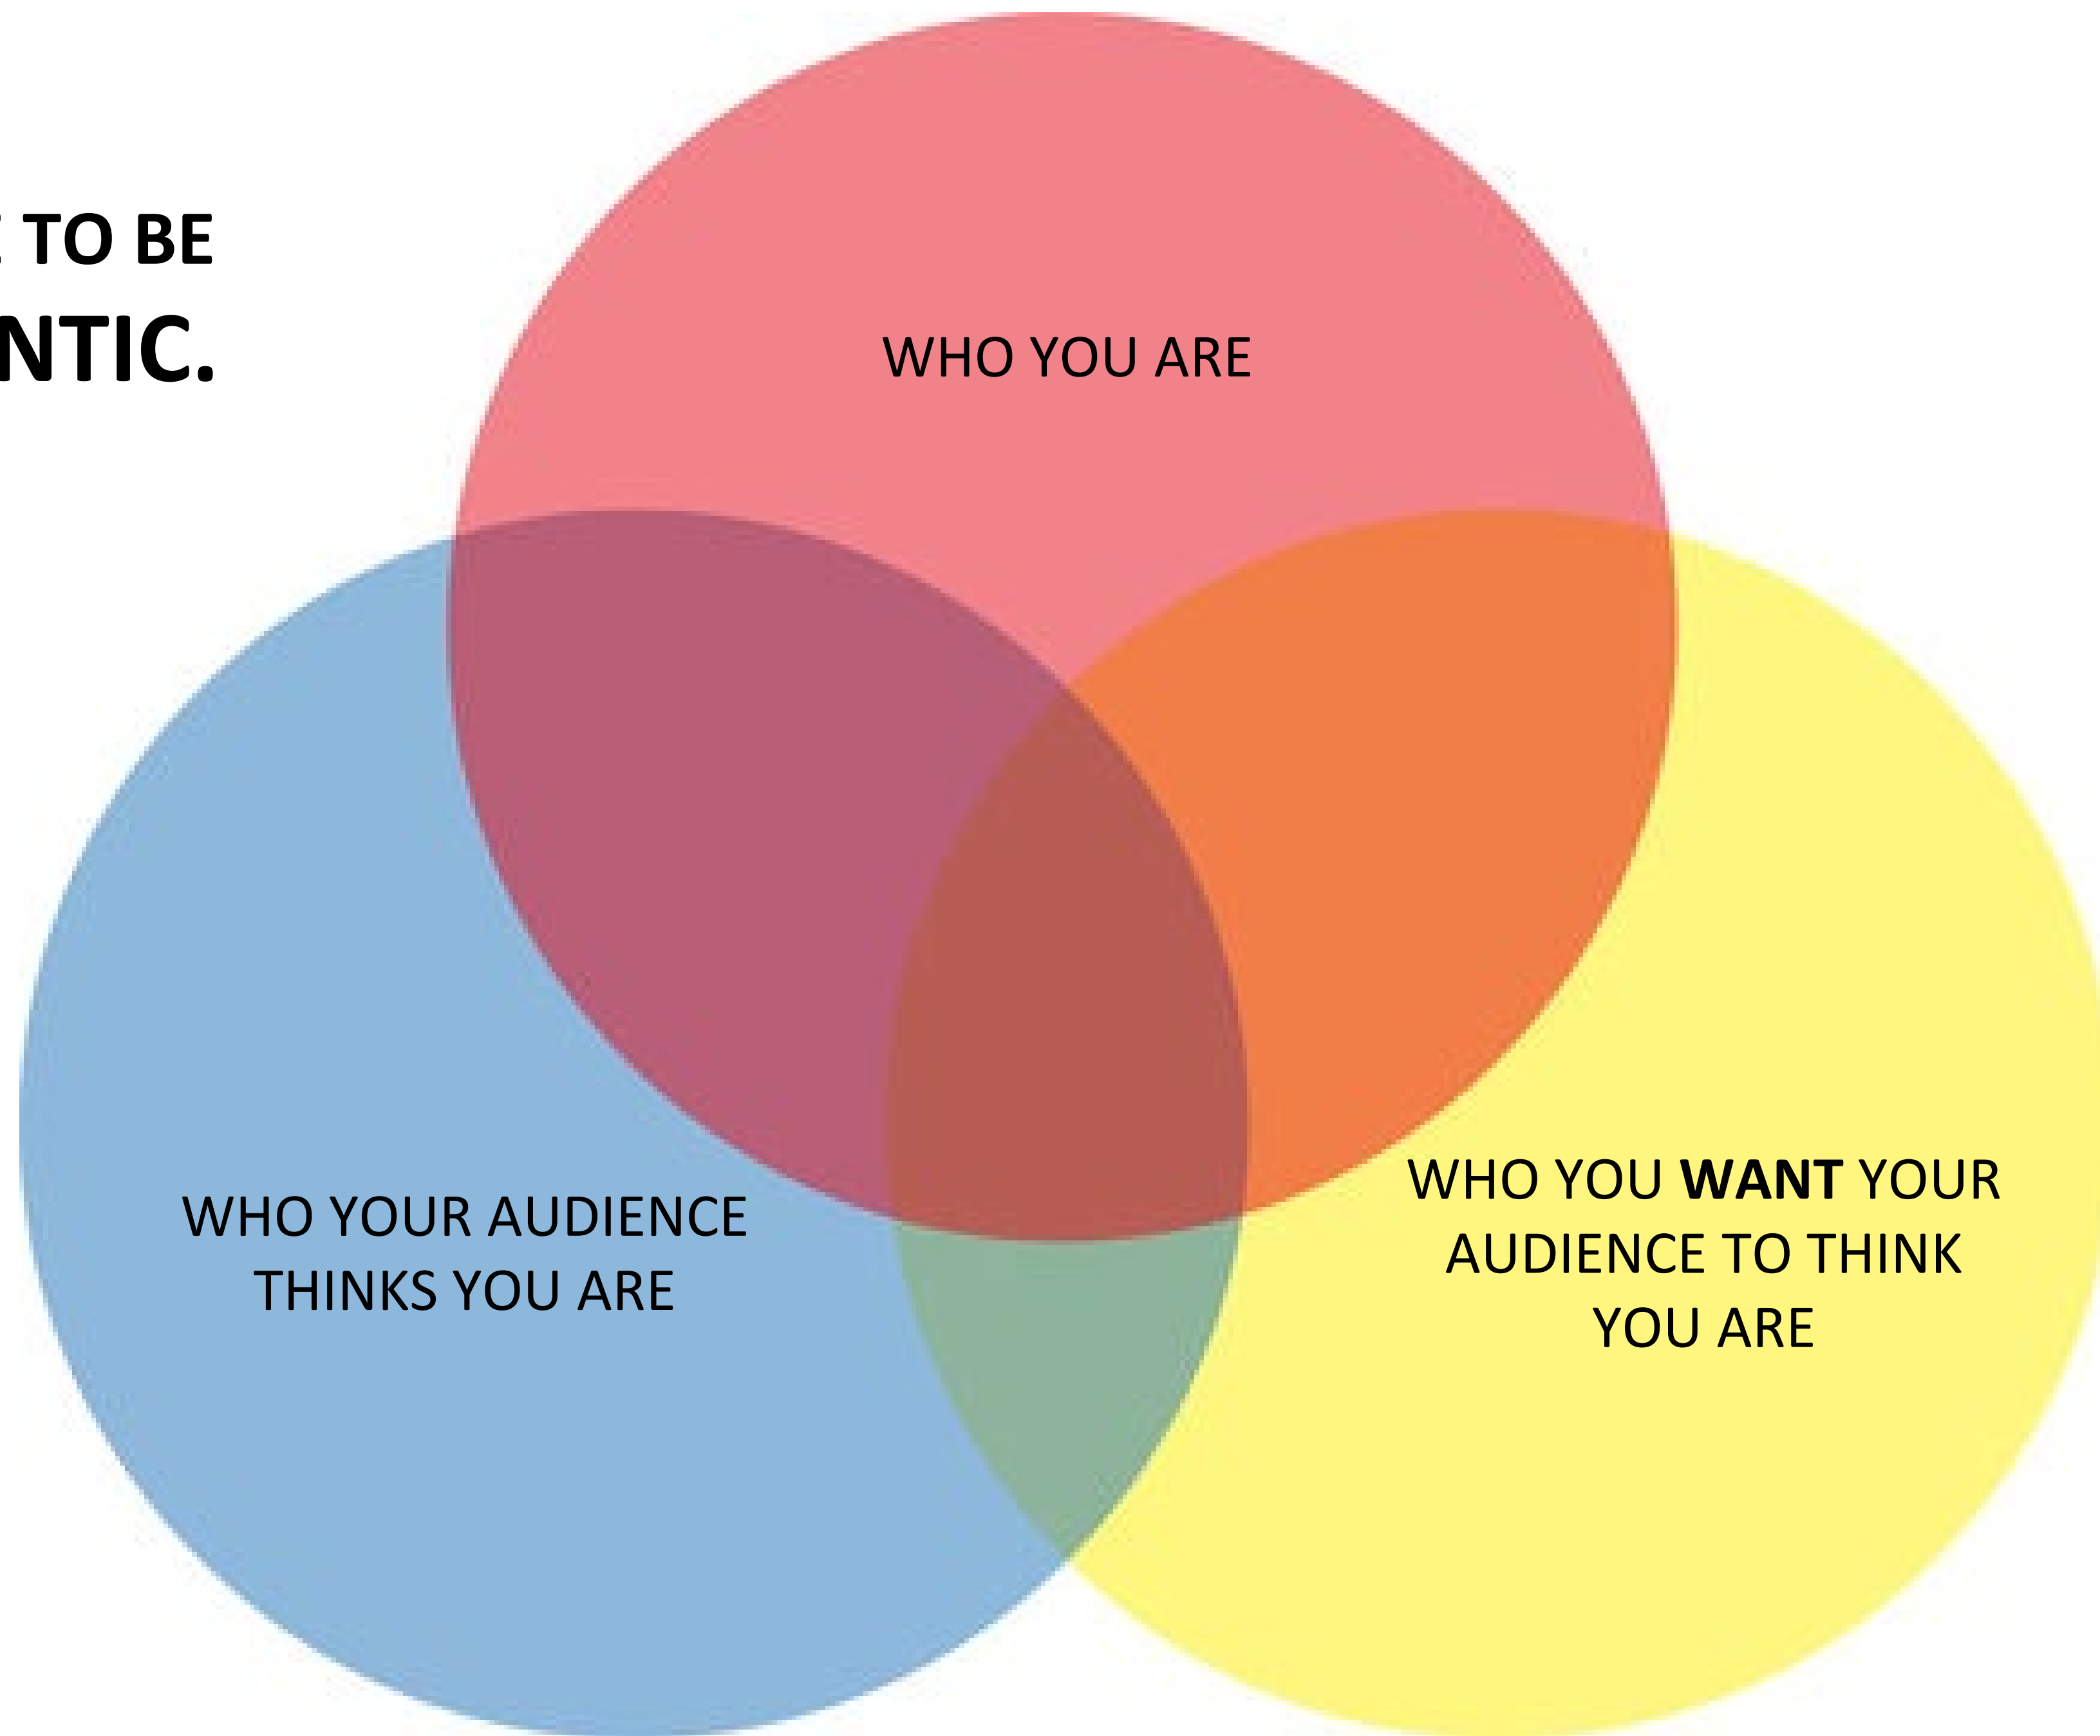 TO BE
NTIC.
WHO YOU ARE
WHO YOUR AUDIENCE
THINKS YOU ARE
WHO YOU WANT YOUR
AUDIENCE TO THINK
YOU ARE